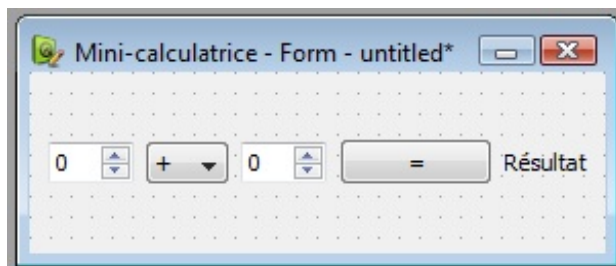 Mini-calculatrice - Form - untitled*
0 + 0 = Résultat